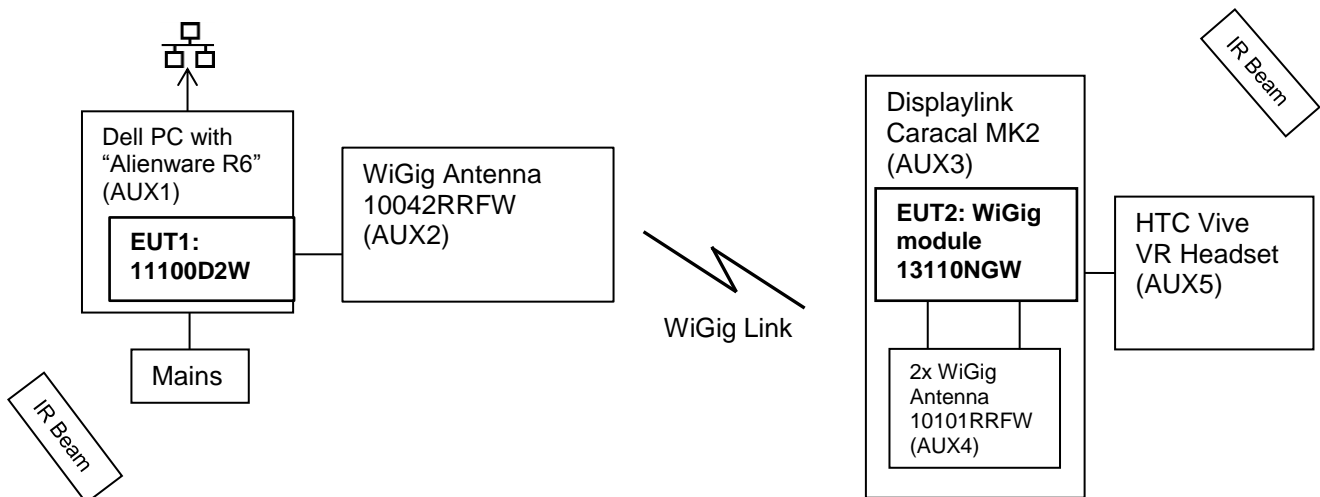 IR Beam
Dell PC with
“Alienware R6”
(AUX1)
EUT1:
11100D2W
WiGig Antenna
10042RRFW
(AUX2)
Mains
IR Beam
WiGig Link
Displaylink
Caracal MK2
(AUX3)
EUT2: WiGig
module
13110NGW
2x WiGig
Antenna
10101RRFW
(AUX4)
HTC Vive
VR Headset
(AUX5)